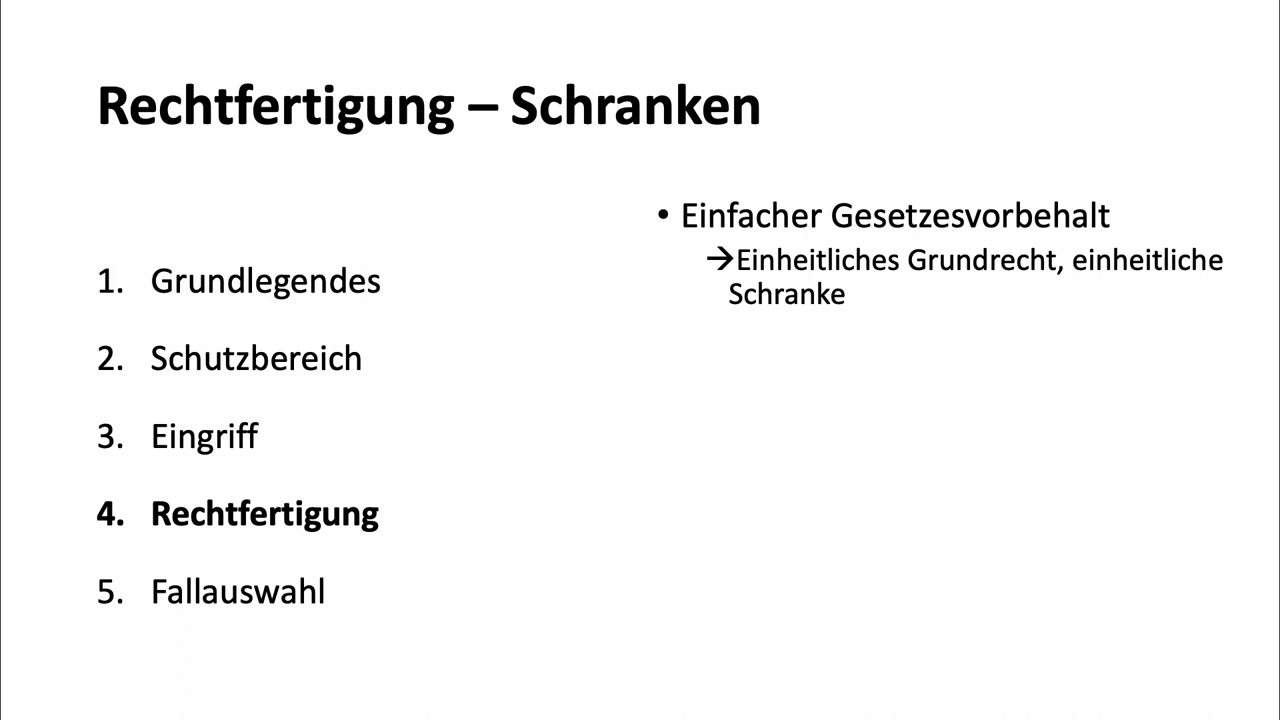 Rechtfertigung – Schranken
1. Grundlegendes
2. Schutzbereich
3. Eingriff
4. Rechtfertigung
5. Fallauswahl
• Einfacher Gesetzesvorbehalt
→Einheitliches Grundrecht, einheitliche
Schranke